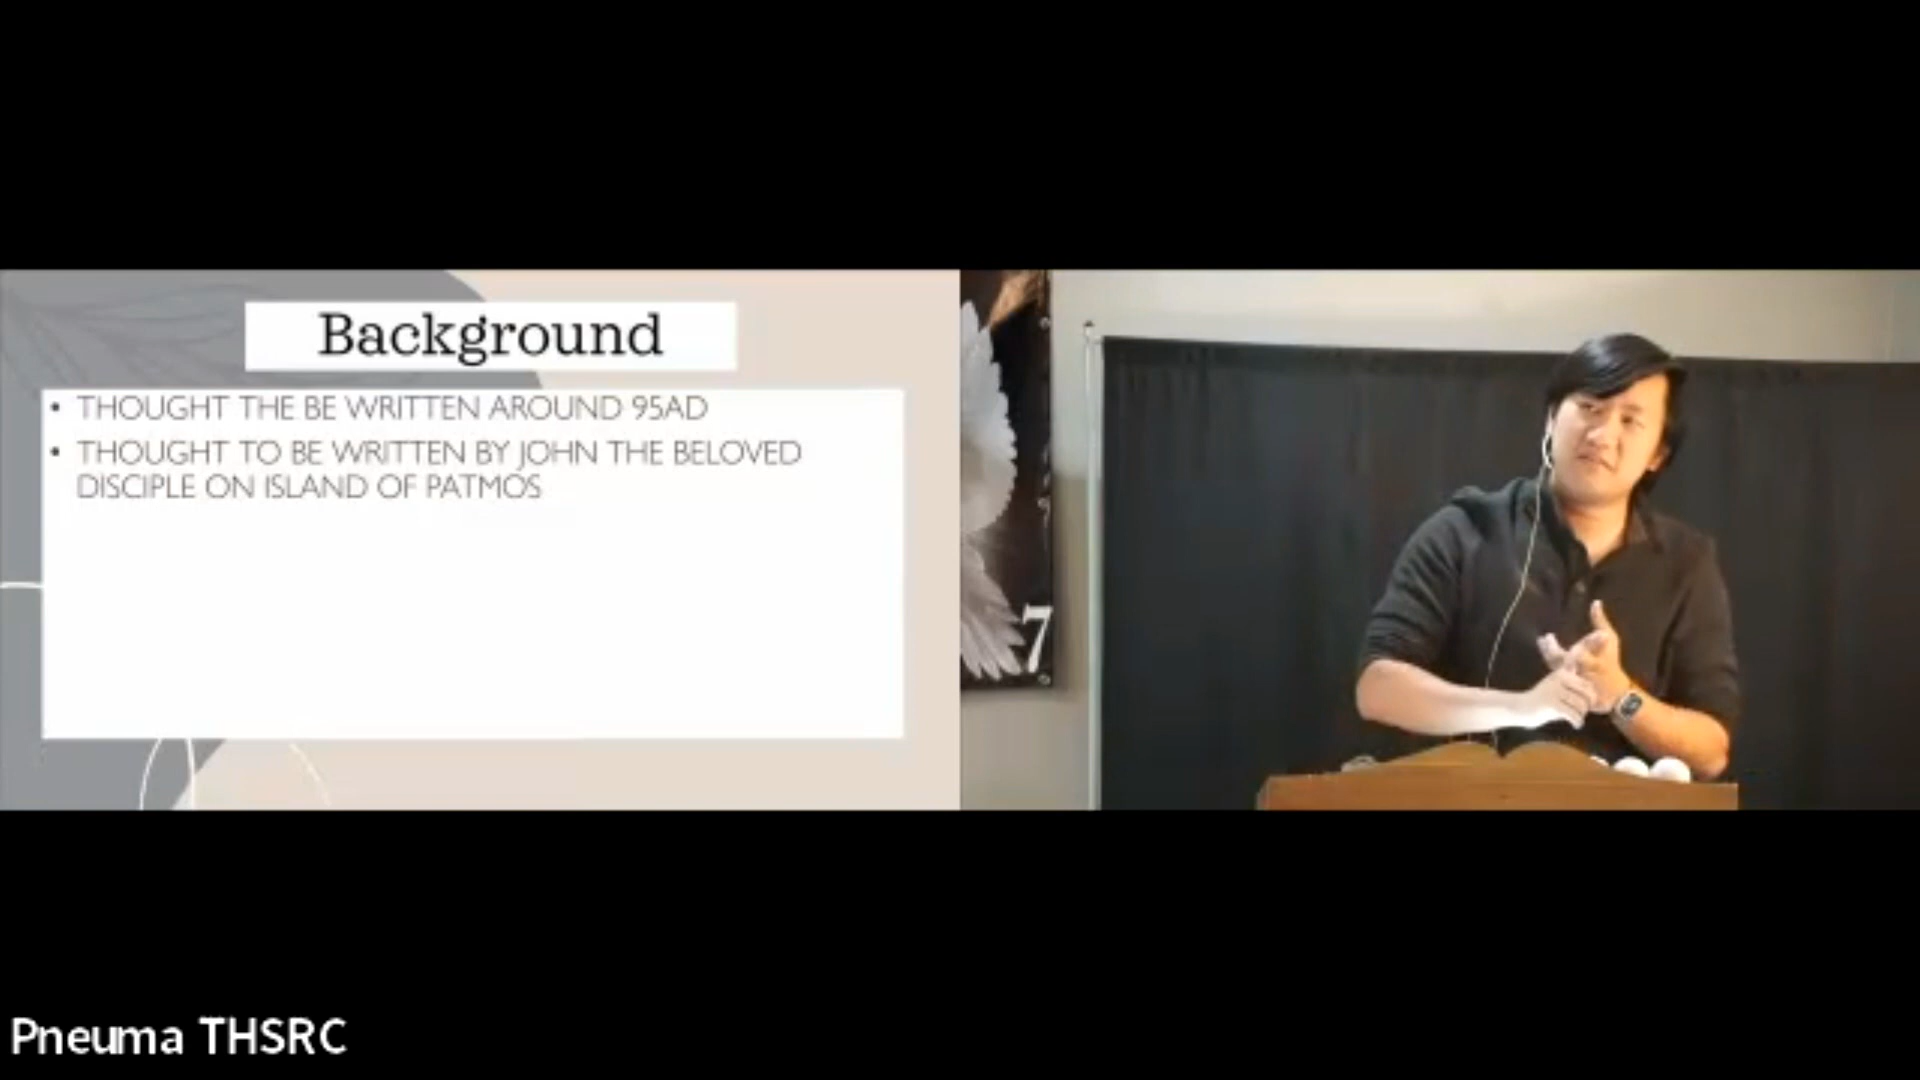 Background
• THOUGHT THE BE WRITTEN AROUND 95AD
• THOUGHT TO BE WRITTEN BY JOHN THE BELOVED
DISCIPLE ON ISLAND OF PATMOS
7
Pneuma THSRC